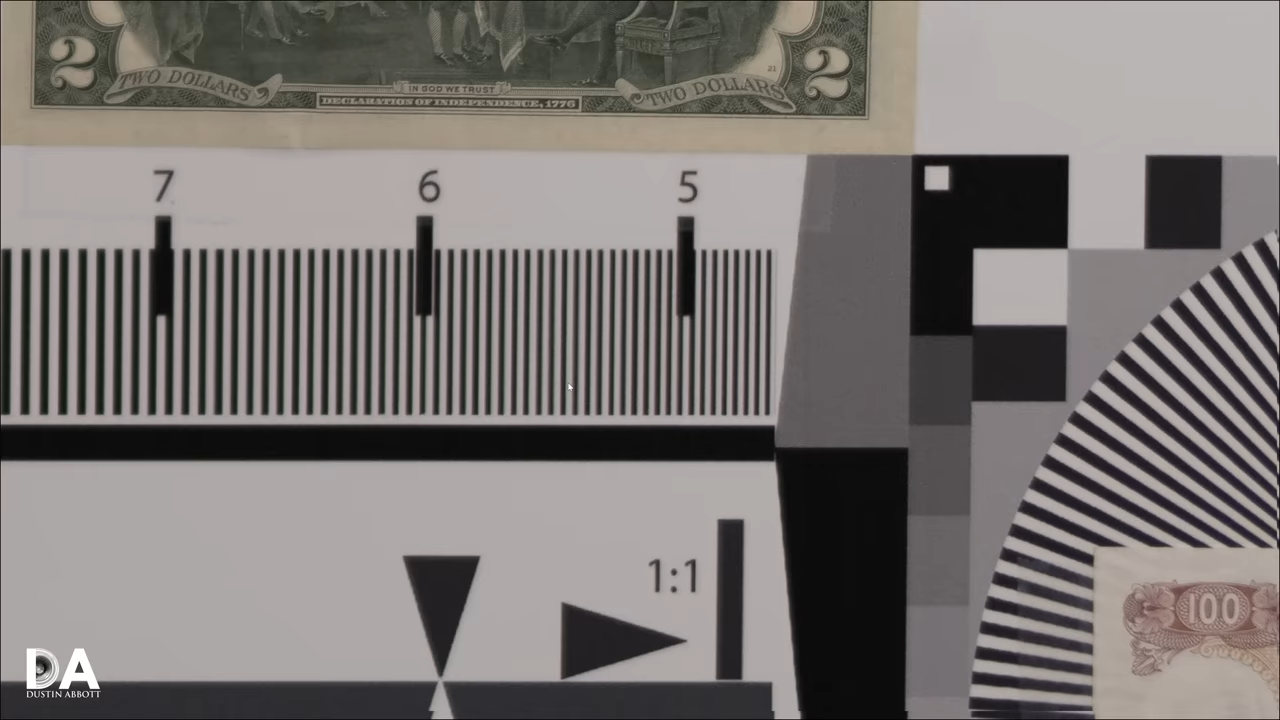 2
2
TWO DOLLARS
TWO DOLLARS
21
IN GOD WE TRUST
DECLARATION OF INDEPENDENCE, 1776
7 6 5
1:1
100
DA
DUSTIN ABBOTT